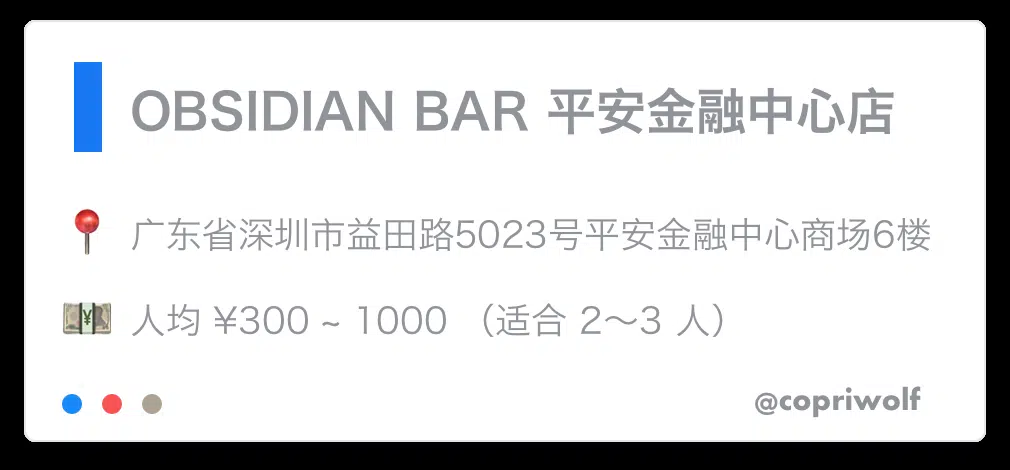 OBSIDIAN BAR 平安金融中心店
广东省深圳市益田路5023号平安金融中心商场6楼
人均 ¥300 ~ 1000 （适合 2～3 人）
@copriwolf